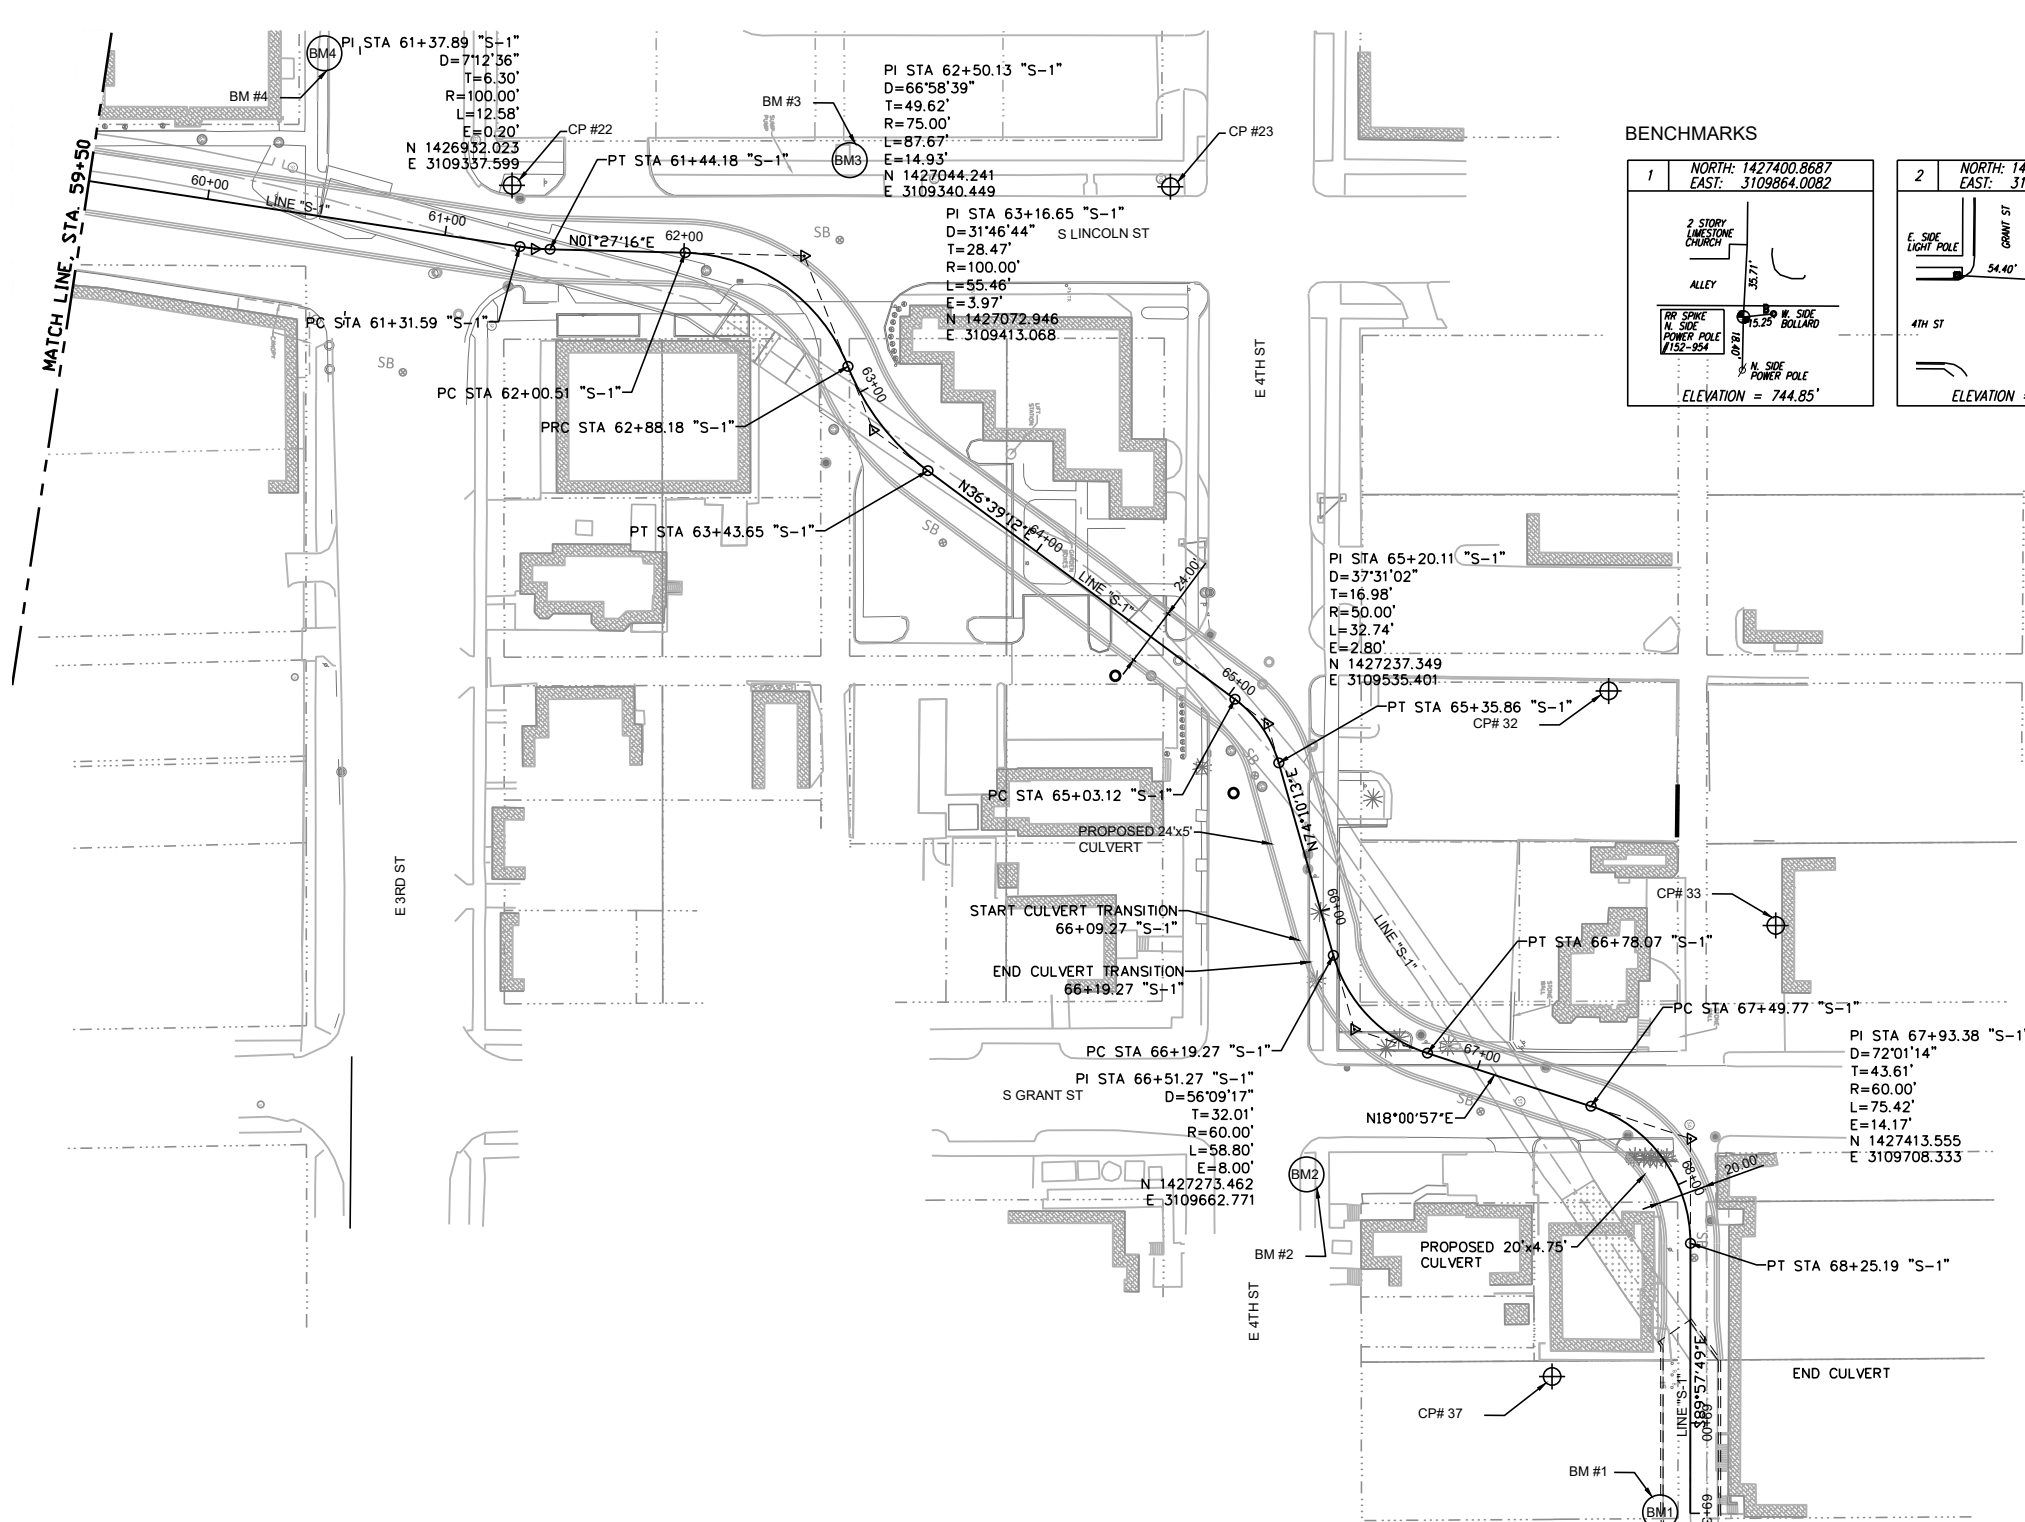 BM4
BM #4
PI STA 61+37.89 "S-1"
D=7°12'36"
T=6.30'
R=100.00'
L=12.58'
E=0.20'
N 1426932.023
E 3109337.599
CP #22
PT STA 61+44.18 "S-1"
BM #3
BM3
PI STA 62+50.13 "S-1"
D=66°58'39"
T=49.62'
R=75.00'
L=87.67'
E=14.93'
N 1427044.241
E 3109340.449
CP #23
PI STA 63+16.65 "S-1"
D=31°46'44"
S LINCOLN ST
T=28.47'
R=100.00'
L=55.46'
E=3.97'
N 1427072.946
E 3109413.068
BENCHMARKS
1
NORTH: 1427400.8687
EAST: 3109864.0082
2 STORY
LIMESTONE
CHURCH
ALLEY
35.71'
RR SPIKE
N. SIDE
POWER POLE
#152-954
15.25
W. SIDE
BOLLARD
18.40'
N. SIDE
POWER POLE
ELEVATION = 744.85'
2
NORTH: 14
EAST: 31
E. SIDE
LIGHT POLE
GRANT ST
54.40'
4TH ST
ELEVATION =
MATCH LINE, STA. 59+50
60+00
LINE "S-1"
61+00
N01°27'16"E
62+00
SB
SUMP
PUMP
PC STA 61+31.59 "S-1"
SB
CANOPY
PC STA 62+00.51 "S-1"
PRC STA 62+88.18 "S-1"
63+00
PT STA 63+43.65 "S-1"
SB
N36°39'12"E
64+00
LIFT
STATION
LINE "S-1"
24.00'
E 4TH ST
65+00
PI STA 65+20.11 "S-1"
D=37°31'02"
T=16.98'
R=50.00'
L=32.74'
E=2.80'
N 1427237.349
E 3109535.401
PT STA 65+35.86 "S-1"
CP# 32
SB
PC STA 65+03.12 "S-1"
N74°10'13"E
PROPOSED 24'x5'
CULVERT
E 3RD ST
66+00
START CULVERT TRANSITION
66+09.27 "S-1"
END CULVERT TRANSITION
66+19.27 "S-1"
LINE "S-1"
CP# 33
PT STA 66+78.07 "S-1"
PC STA 67+49.77 "S-1"
PC STA 66+19.27 "S-1"
67+00
PI STA 66+51.27 "S-1"
D=56°09'17"
T=32.01'
R=60.00'
L=58.80'
E=8.00'
N 1427273.462
E 3109662.771
S GRANT ST
SB
N18°00'57"E
PI STA 67+93.38 "S-1"
D=72°01'14"
T=43.61'
R=60.00'
L=75.42'
E=14.17'
N 1427413.555
E 3109708.333
68+00
20.00'
BM2
BM #2
PROPOSED 20'x4.75'
CULVERT
SB
PT STA 68+25.19 "S-1"
E 4TH ST
S89°57'49"E
LINE "S-1"
69+00
END CULVERT
CP# 37
BM #1
BM1